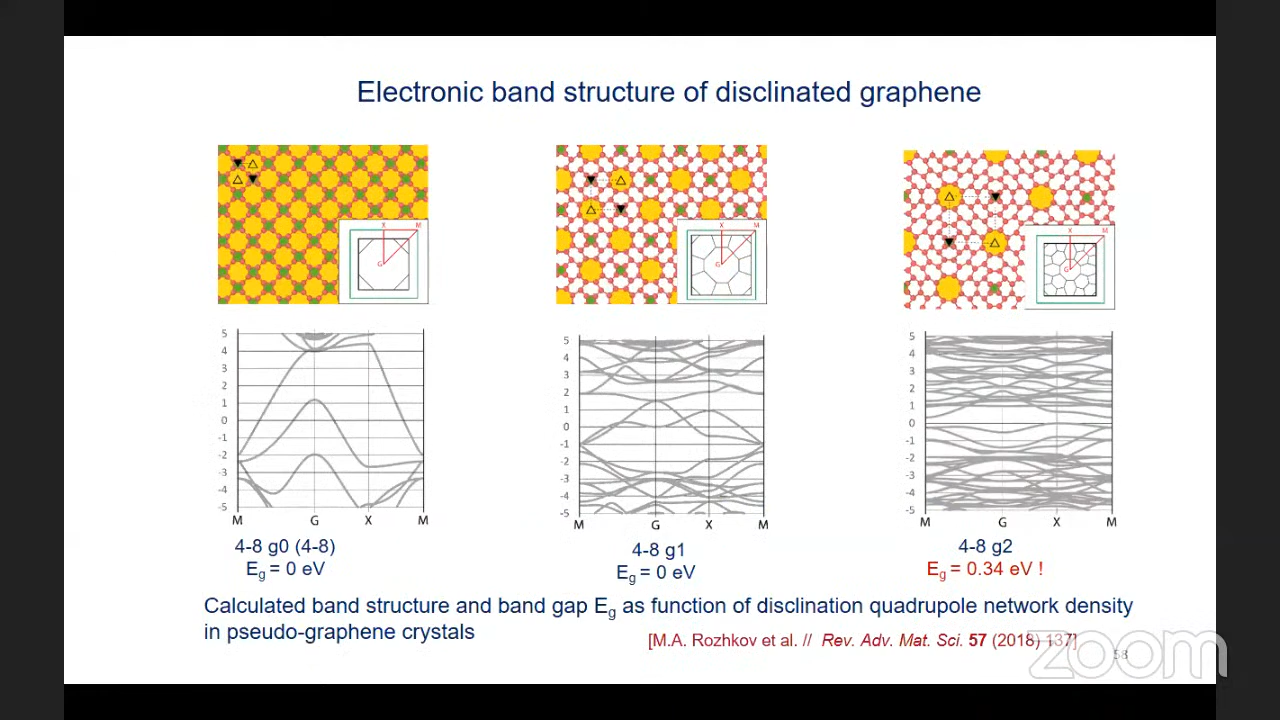 Electronic band structure of disclinated graphene
X M
G
X M
G
X M
G
5
4
3
2
1
0
-1
-2
-3
-4
-5
M G X M
5
4
3
2
1
0
-1
-2
-3
-4
-5
M G X M
5
4
3
2
1
0
-1
-2
-3
-4
-5
M G X M
4-8 g0 (4-8)
Eg = 0 eV
4-8 g1
Eg = 0 eV
4-8 g2
Eg = 0.34 eV !
Calculated band structure and band gap Eg as function of disclination quadrupole network density
in pseudo-graphene crystals
[M.A. Rozhkov et al. // Rev. Adv. Mat. Sci. 57 (2018) 137]
58
zoom